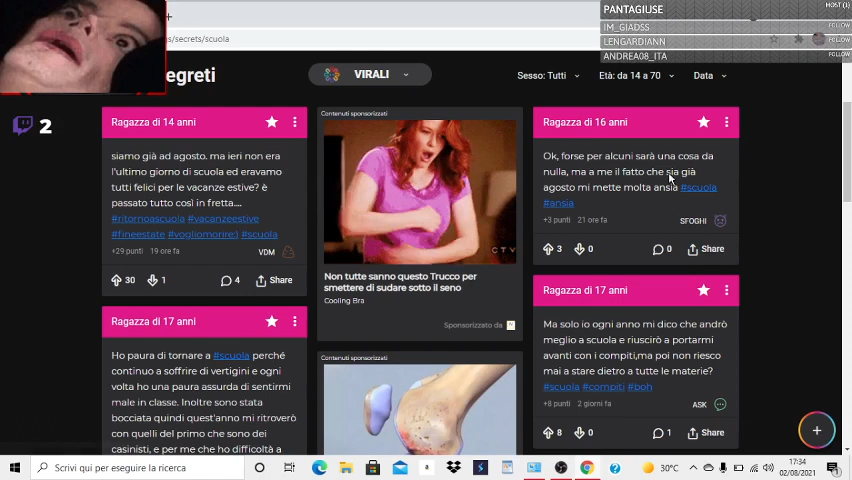 PANTAGIUSE
HOST (1)
IM_GIADSS
FOLLOW
LENGARDIANN
FOLLOW
ANDREA08_ITA
FOLLOW
us/secrets/scuola
egreti
VIRALI
Sesso: Tutti
Età: da 14 a 70
Data
2
Ragazza di 14 anni
siamo già ad agosto. ma ieri non era
l'ultimo giorno di scuola ed eravamo
tutti felici per le vacanze estive? è
passato tutto così in fretta....
#ritornoascuola #vacanzeestive
#fineestate #vogliomorire:) #scuola
+29 punti 19 ore fa
VDM
30 1 4 Share
Ragazza di 17 anni
Ho paura di tornare a #scuola perché
continuo a soffrire di vertigini e ogni
volta ho una paura assurda di sentirmi
male in classe. Inoltre sono stata
bocciata quindi quest'anno mi ritroverò
con quelli del primo che sono dei
casinisti, e per me che ho difficoltà a
Contenuti sponsorizzati
CTV
Non tutte sanno questo Trucco per
smettere di sudare sotto il seno
Cooling Bra
Sponsorizzato da
Contenuti sponsorizzati
Ragazza di 16 anni
Ok, forse per alcuni sarà una cosa da
nulla, ma a me il fatto che sia già
agosto mi mette molta ansia #scuola
#ansia
+3 punti 21 ore fa
SFOGHI
3 0 0 Share
Ragazza di 17 anni
Ma solo io ogni anno mi dico che andrò
meglio a scuola e riuscirò a portarmi
avanti con i compiti,ma poi non riesco
mai a stare dietro a tutte le materie?
#scuola #compiti #boh
+8 punti 2 giorni fa
ASK
8 0 1 Share
Scrivi qui per eseguire la ricerca
30°C
17:34
02/08/2021